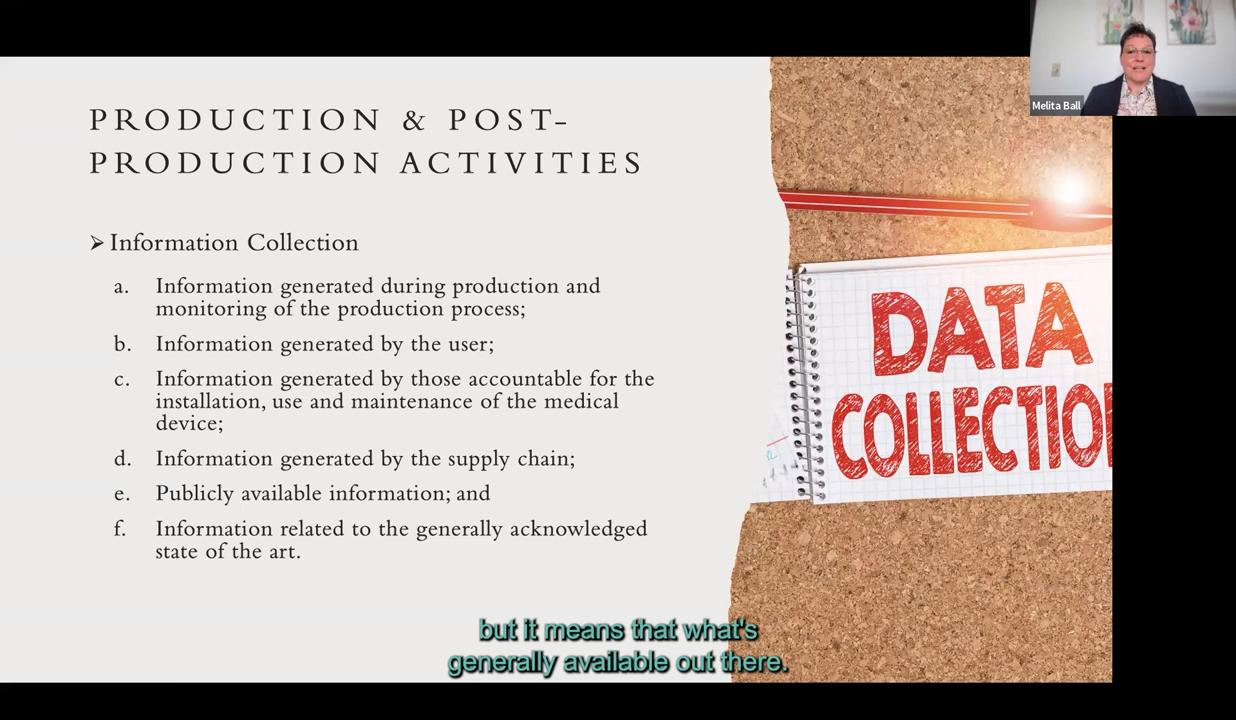 Melita Ball
PRODUCTION & POST-
PRODUCTION ACTIVITIES
➢ Information Collection
a. Information generated during production and
monitoring of the production process;
b. Information generated by the user;
c. Information generated by those accountable for the
installation, use and maintenance of the medical
device;
d. Information generated by the supply chain;
e. Publicly available information; and
f. Information related to the generally acknowledged
state of the art.
DATA
COLLECTIO
but it means that what's
generally available out there.